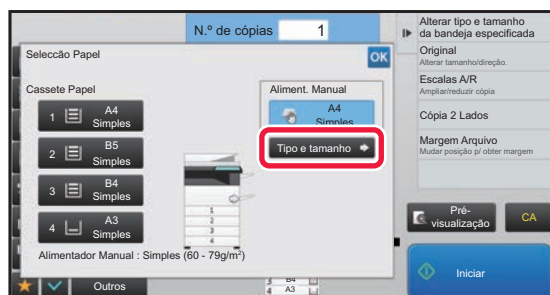 N.º de cópias 1
Selecção Papel
OK
Cassete Papel
1 A4
Simples
2 B5
Simples
3 B4
Simples
4 A3
Simples
Aliment. Manual
A4
Simples
Tipo e tamanho
1
2
3
4
Alimentador Manual : Simples (60 - 79g/m²)
Outros
3 B4
4 A3
Alterar tipo e tamanho
da bandeja especificada
Original
Alterar tamanho/direção.
Escalas A/R
Ampliar/reduzir cópia
Cópia 2 Lados
Margem Arquivo
Mudar posição p/ obter margem
Pré-
visualização
CA
Iniciar